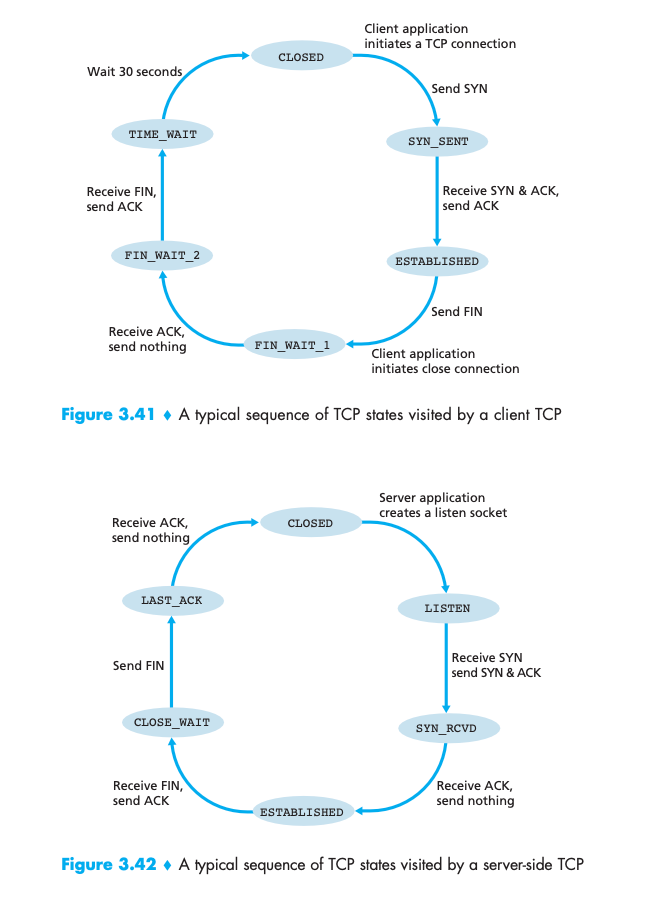 Client application
initiates a TCP connection
CLOSED
Wait 30 seconds
Send SYN
TIME_WAIT
SYN_SENT
Receive FIN,
send ACK
Receive SYN & ACK,
send ACK
FIN_WAIT_2
ESTABLISHED
Send FIN
Receive ACK,
send nothing
FIN_WAIT_1
Client application
initiates close connection
Figure 3.41 ♦ A typical sequence of TCP states visited by a client TCP
Server application
creates a listen socket
Receive ACK,
send nothing
CLOSED
LAST_ACK
LISTEN
Send FIN
Receive SYN
send SYN & ACK
CLOSE_WAIT
SYN_RCVD
Receive FIN,
send ACK
Receive ACK,
send nothing
ESTABLISHED
Figure 3.42 ♦ A typical sequence of TCP states visited by a server-side TCP